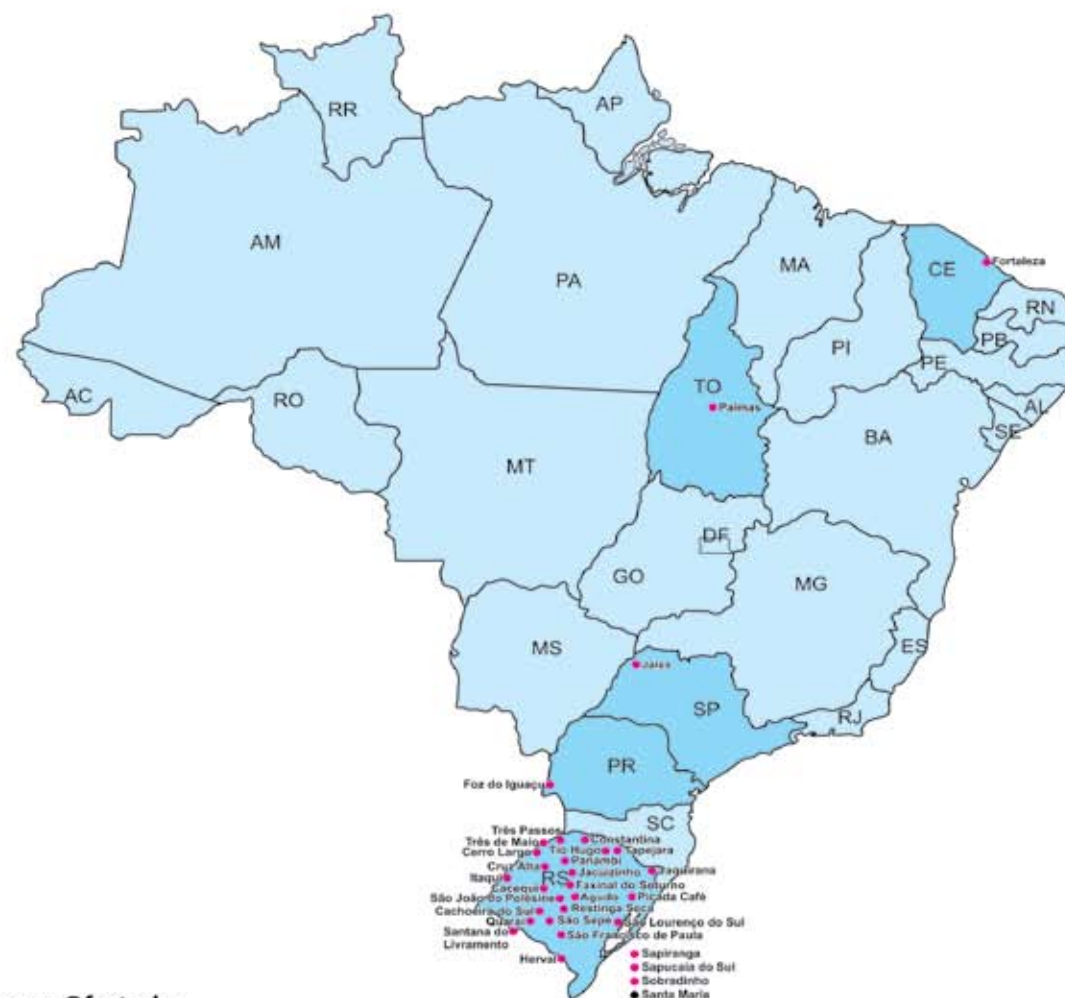 RR
AP
AM
PA
MA
CE
Fortaleza
RN
PB
PI
PE
AC
RO
TO
Palmas
AL
SE
BA
MT
DF
GO
MG
MS
ES
Jales
SP
RJ
PR
Foz do Iguaçu
SC
Três Passos
Constantina
Três de Maio
Tio Hugo
Tapejara
Cerro Largo
Panambi
Cruz Alta
Jaquirana
RS
Jacuizinho
Itaqui
Faxinal do Soturno
Cacequi
São João do Polêsine
Agudo
Picada Café
Restinga Seca
Cachoeira do Sul
Quaraí
São Sepé
São Lourenço do Sul
Santana do
Livramento
São Francisco de Paula
Herval
Sapiranga
Sapucaia do Sul
Sobradinho
Santa Maria